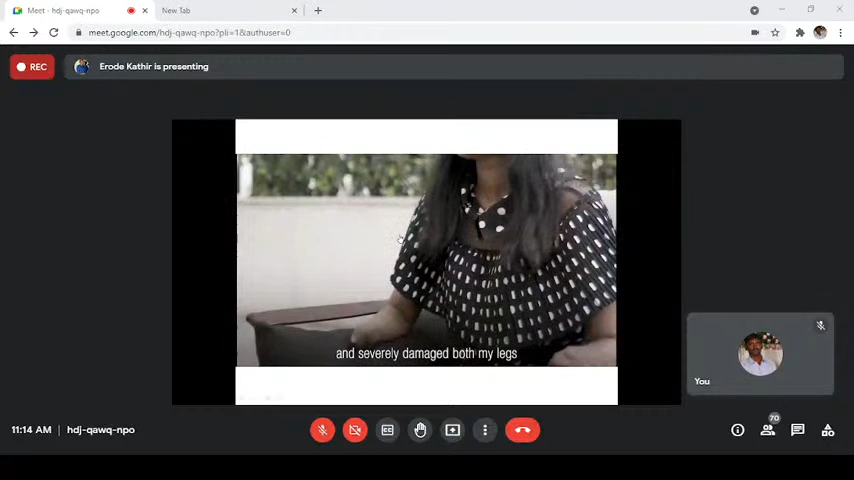 Meet - hdj-qawq-npo
New Tab
meet.google.com/hdj-qawq-npo?pli=1&authuser=0
REC
Erode Kathir is presenting
and severely damaged both my legs
You
11:14 AM | hdj-qawq-npo
70